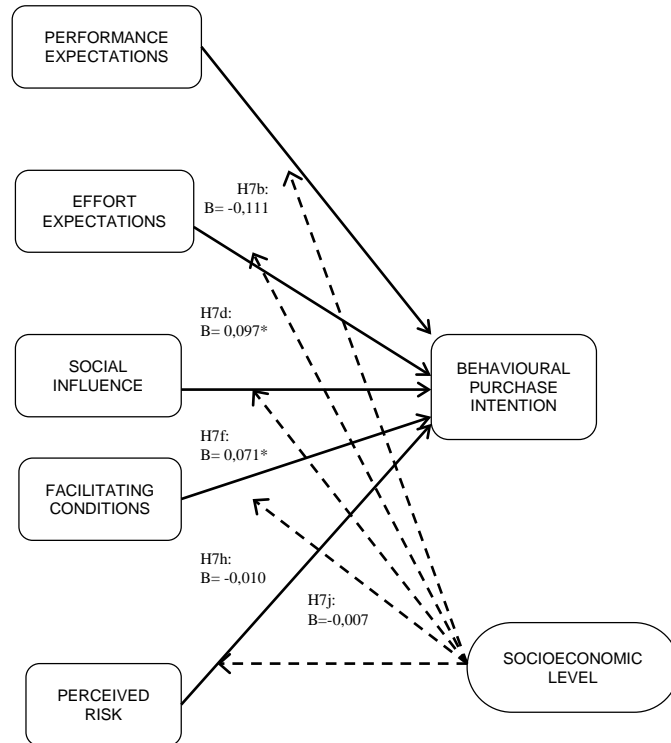 PERFORMANCE
EXPECTATIONS
H7b:
B= -0,111
EFFORT
EXPECTATIONS
H7d:
B= 0,097*
SOCIAL
INFLUENCE
BEHAVIOURAL
PURCHASE
INTENTION
H7f:
B= 0,071*
FACILITATING
CONDITIONS
H7h:
B= -0,010
H7j:
B=-0,007
SOCIOECONOMIC
LEVEL
PERCEIVED
RISK